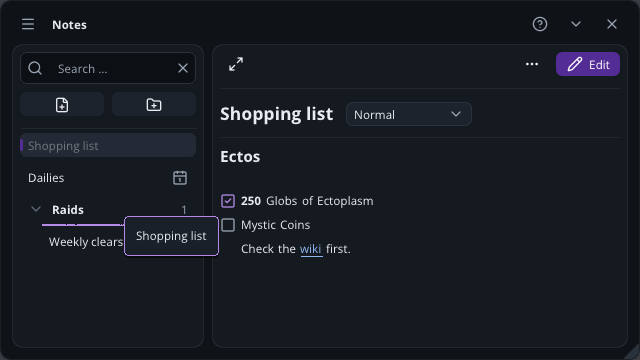 Notes
Search ...
Edit
Shopping list
Normal
Shopping list
Ectos
Dailies
Raids 1
250 Globs of Ectoplasm
Mystic Coins
Weekly clears
Shopping list
Check the wiki first.